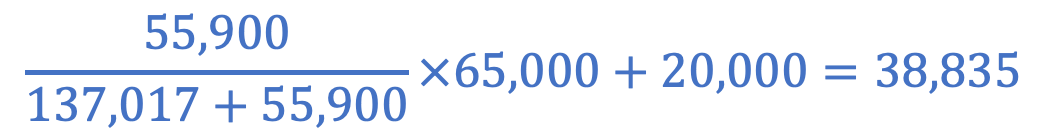 55,900
137,017 + 55,900
×65,000 + 20,000 = 38,835